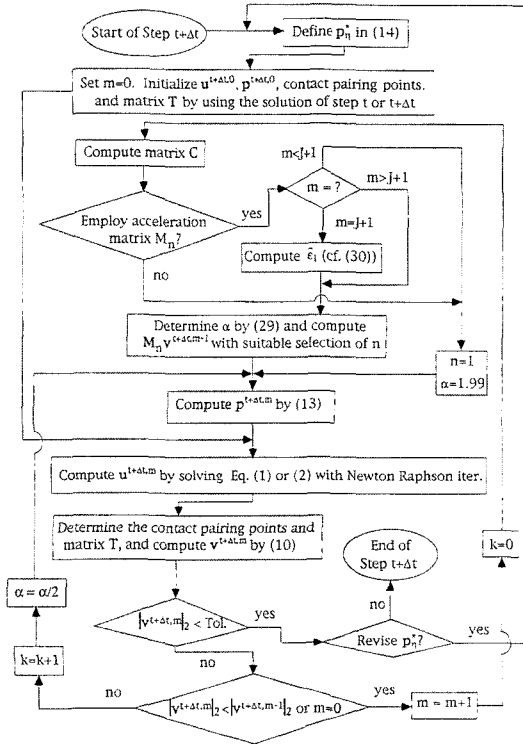 Start of Step t+Δt
Define p*η in (14)
Set m=0. Initialize u^t+Δt,0, p^t+Δt,0, contact pairing points.
and matrix T by using the solution of step t or t+Δt
Compute matrix C
m<J+1
m>J+1
m = ?
Employ acceleration
matrix Mn?
yes
m=J+1
no
Compute ε̄i (cf. (30))
Determine α by (29) and compute
Mn v^t+Δt,m-1 with suitable selection of n
n=1
α=1.99
Compute p^t+Δt,m by (13)
Compute u^t+Δt,m by solving Eq. (1) or (2) with Newton Raphson iter.
Determine the contact pairing points and
matrix T, and compute v^t+Δt,m by (10)
End of
Step t+Δt
k=0
α = α/2
no
|v^t+Δt,m|2 < Tol.
yes
Revise p*η?
yes
k=k+1
no
no
|v^t+Δt,m|2<|v^t+Δt,m-1|2 or m=0
yes
m = m+1